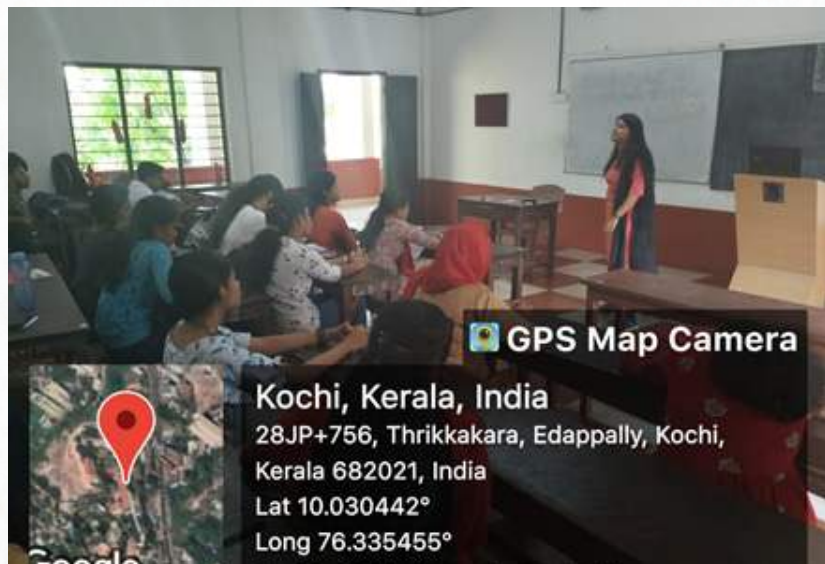 GPS Map Camera
Kochi, Kerala, India
28JP+756, Thrikkakara, Edappally, Kochi,
Kerala 682021, India
Lat 10.030442°
Long 76.335455°
Google